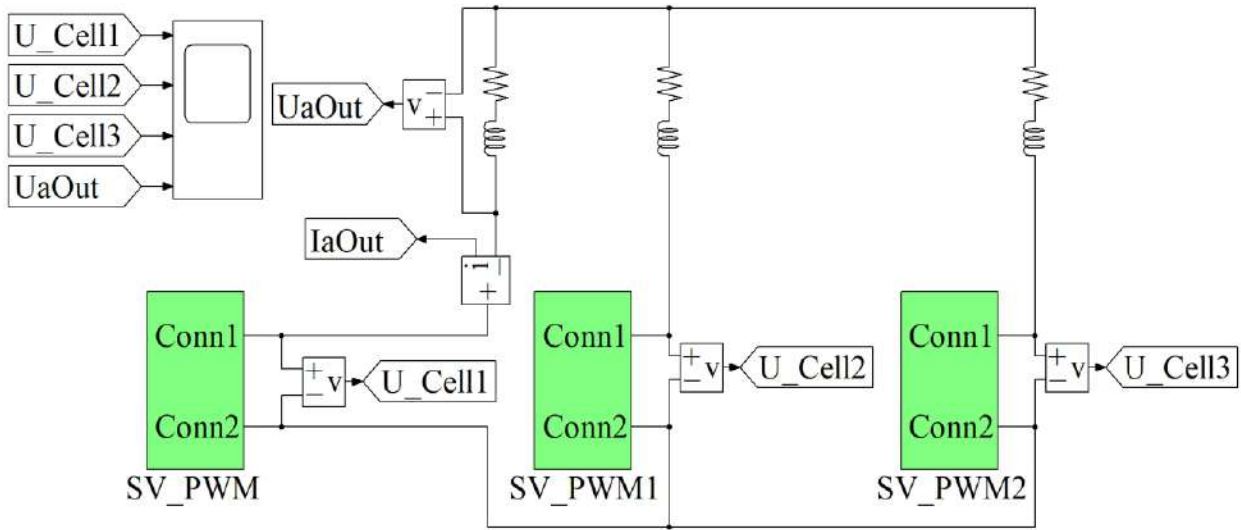 U_Cell1
U_Cell2
U_Cell3
UaOut
UaOut
v
−
+
IaOut
i
−
+
Conn1
Conn2
SV_PWM
+
−
v
U_Cell1
Conn1
Conn2
SV_PWM1
+
−
v
U_Cell2
Conn1
Conn2
SV_PWM2
+
−
v
U_Cell3